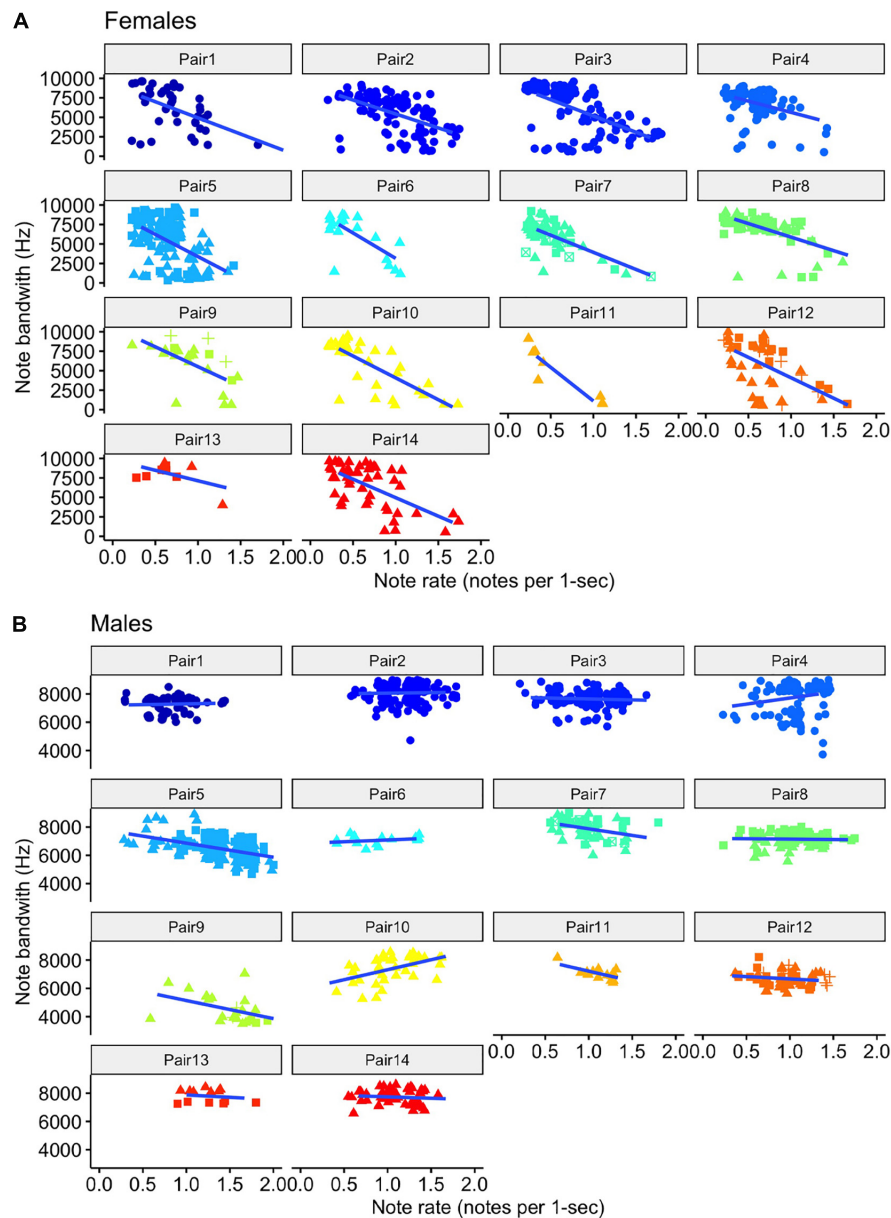 A
Females
Pair1 Pair2 Pair3 Pair4
10000
7500
5000
2500
0
Pair5 Pair6 Pair7 Pair8
10000
7500
5000
2500
0
Note bandwith (Hz)
Pair9 Pair10 Pair11 Pair12
10000
7500
5000
2500
0
0.0 0.5 1.0 1.5 2.0 0.0 0.5 1.0 1.5 2.0
Pair13 Pair14
10000
7500
5000
2500
0
0.0 0.5 1.0 1.5 2.0 0.0 0.5 1.0 1.5 2.0
Note rate (notes per 1-sec)
B
Males
Pair1 Pair2 Pair3 Pair4
8000
6000
4000
Pair5 Pair6 Pair7 Pair8
8000
6000
4000
Note bandwith (Hz)
Pair9 Pair10 Pair11 Pair12
8000
6000
4000
0.0 0.5 1.0 1.5 2.0 0.0 0.5 1.0 1.5 2.0
Pair13 Pair14
8000
6000
4000
0.0 0.5 1.0 1.5 2.0 0.0 0.5 1.0 1.5 2.0
Note rate (notes per 1-sec)